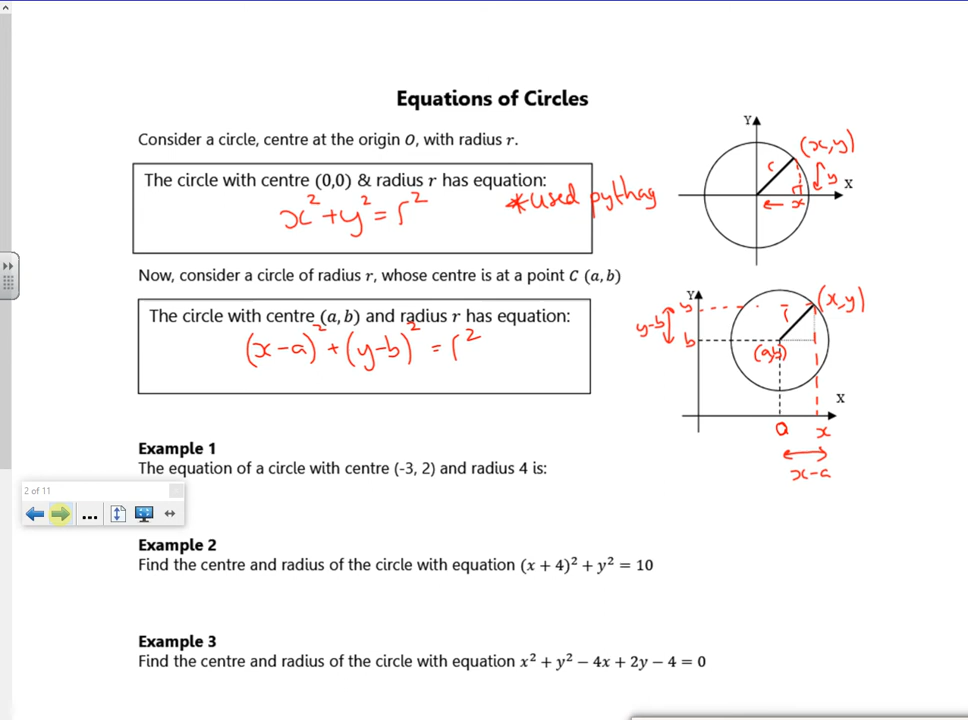 Equations of Circles
Consider a circle, centre at the origin O, with radius r.
The circle with centre (0,0) & radius r has equation:
x² + y² = r²
*used pythag
Y
(x,y)
r
y
X
x
Now, consider a circle of radius r, whose centre is at a point C (a,b)
The circle with centre (a,b) and radius r has equation:
(x-a)² + (y-b)² = r²
Y
y
(x,y)
r
y-b
b
(a,b)
X
a
x
x-a
Example 1
The equation of a circle with centre (-3, 2) and radius 4 is:
2 of 11
...
Example 2
Find the centre and radius of the circle with equation (x + 4)² + y² = 10
Example 3
Find the centre and radius of the circle with equation x² + y² − 4x + 2y − 4 = 0